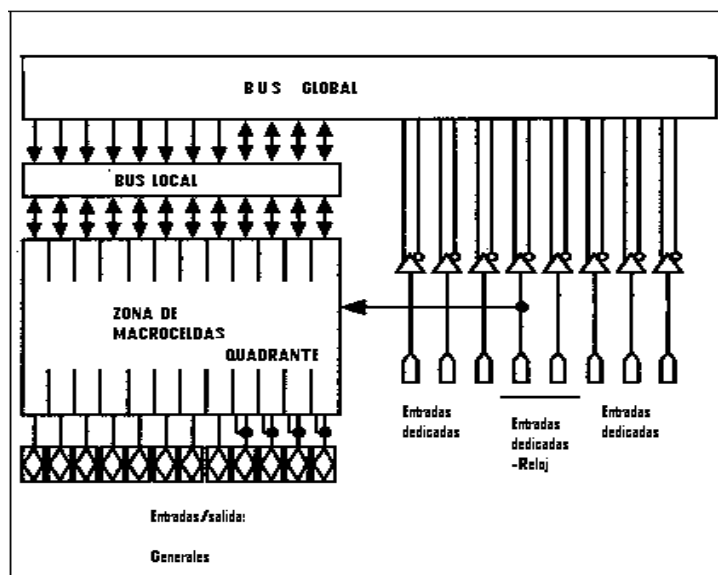 BUS GLOBAL
BUS LOCAL
ZONA DE
MACROCELDAS
QUADRANTE
Entradas
dedicadas
Entradas
dedicadas
-Reloj
Entradas
dedicadas
Entradas/salida:
Generales